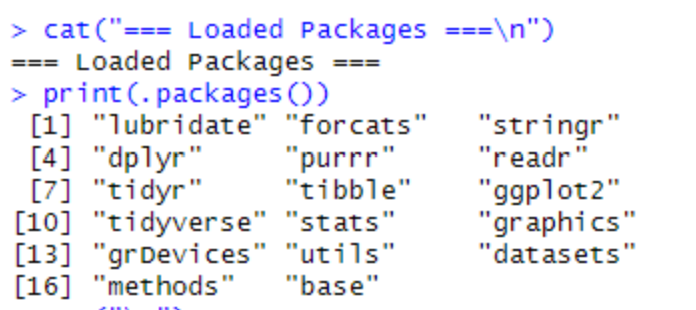 > cat("=== Loaded Packages ===\n")
=== Loaded Packages ===
> print(.packages())
 [1] "lubridate" "forcats"   "stringr"
 [4] "dplyr"     "purrr"     "readr"
 [7] "tidyr"     "tibble"    "ggplot2"
[10] "tidyverse" "stats"     "graphics"
[13] "grDevices" "utils"     "datasets"
[16] "methods"   "base"